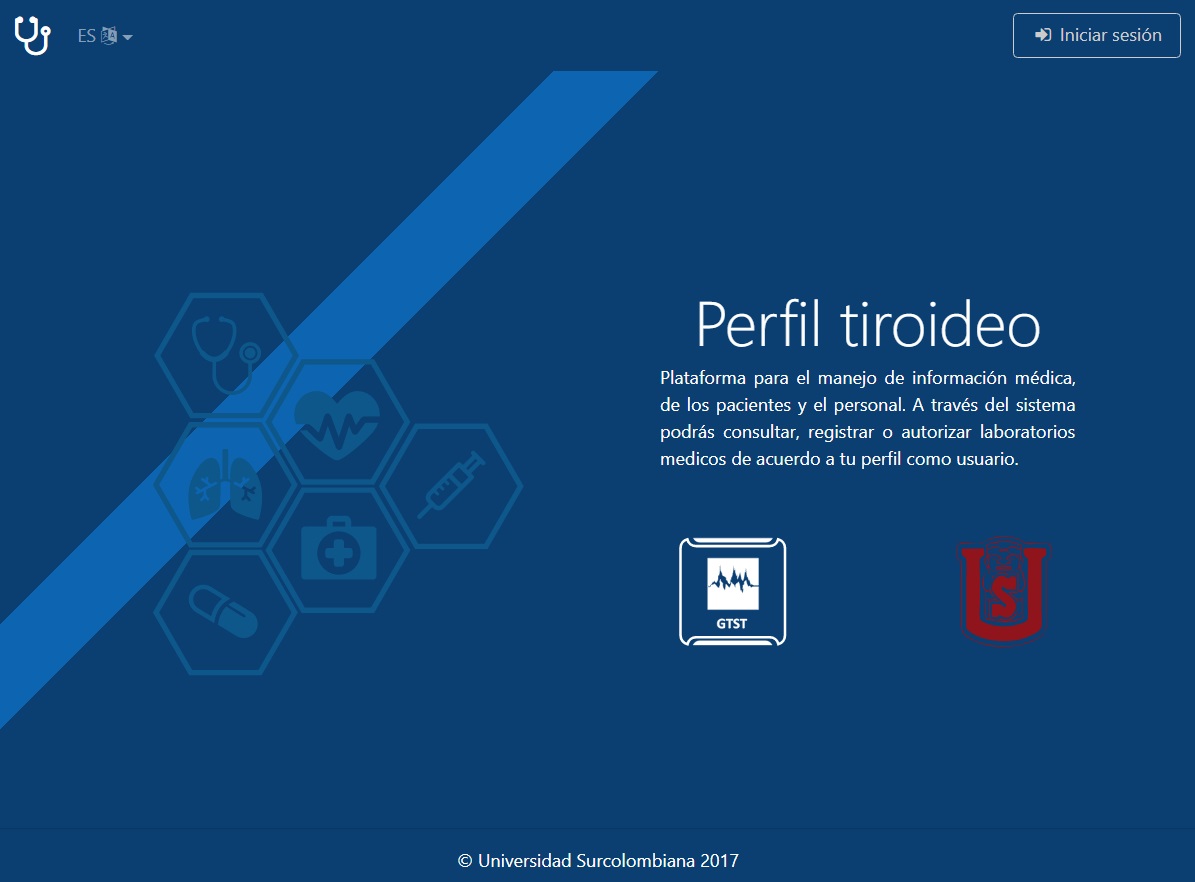 ES
Iniciar sesión
Perfil tiroideo
Plataforma para el manejo de información médica,
de los pacientes y el personal. A través del sistema
podrás consultar, registrar o autorizar laboratorios
medicos de acuerdo a tu perfil como usuario.
GTST
US
© Universidad Surcolombiana 2017